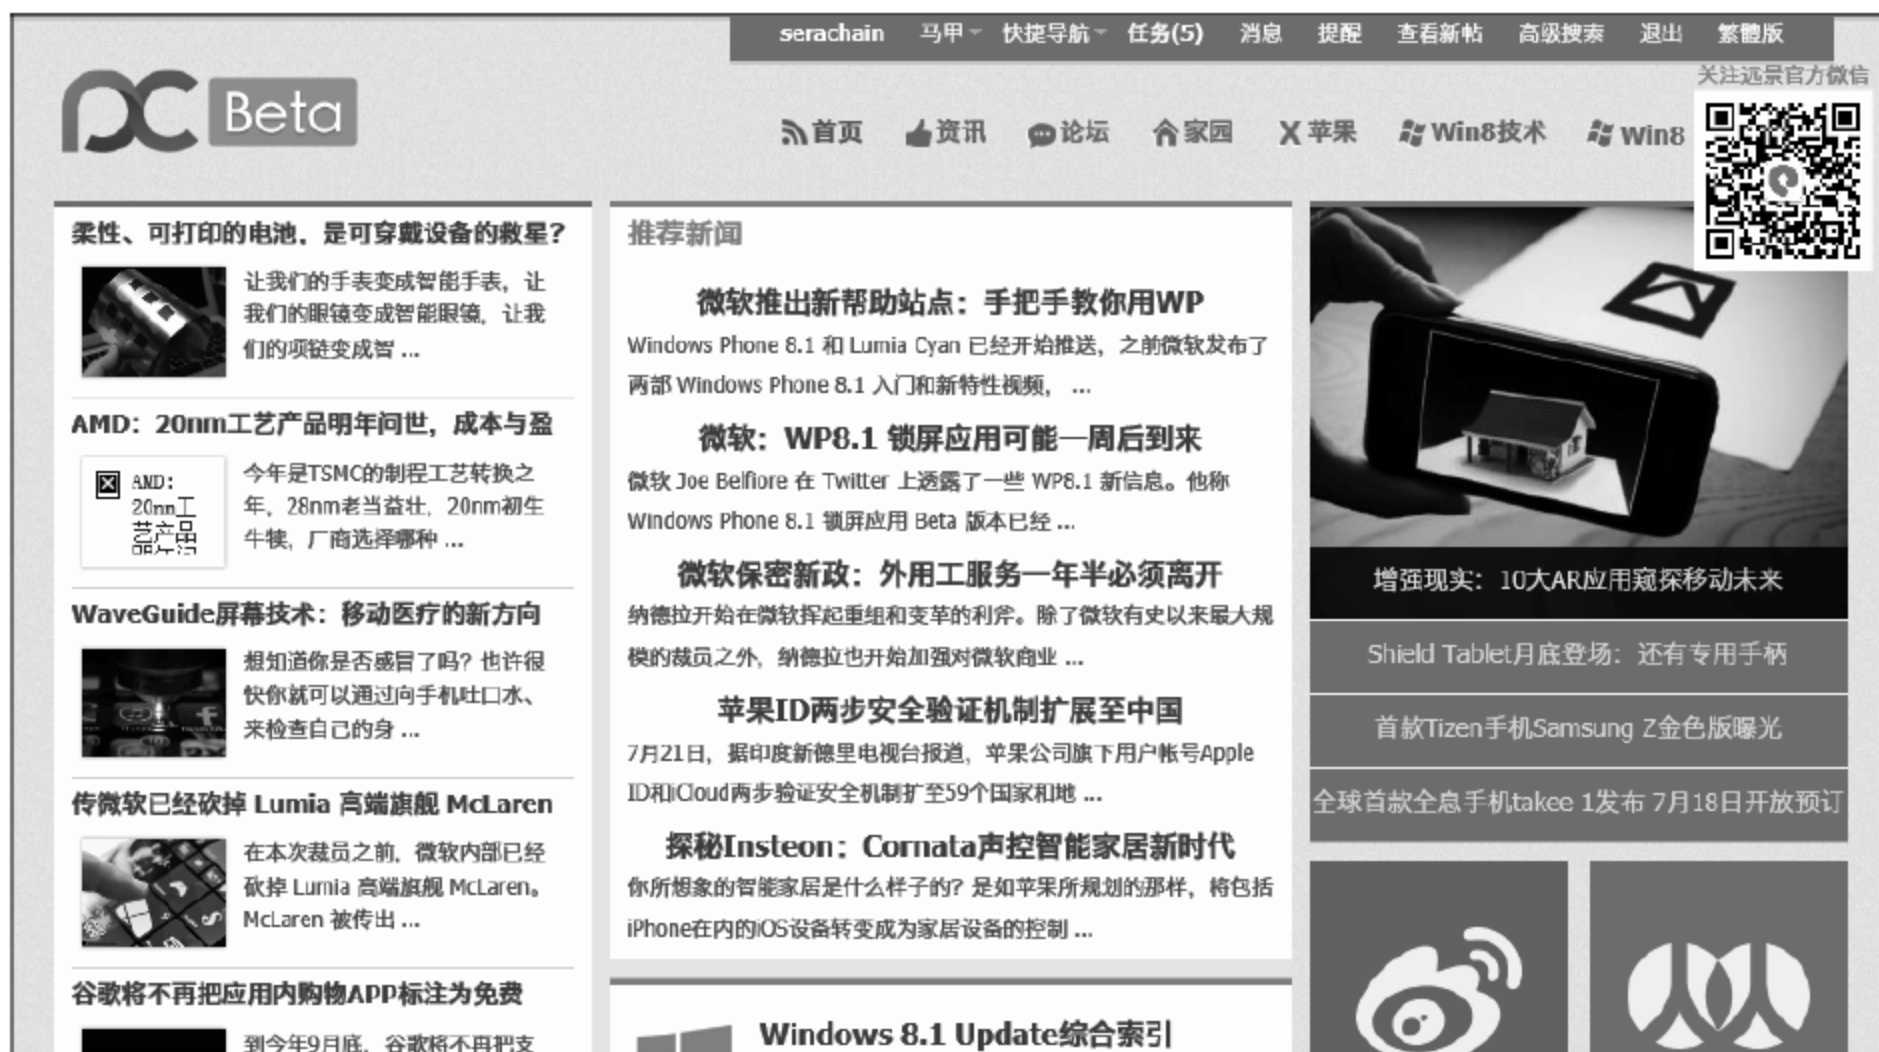 serachain 马甲 快捷导航 任务(5) 消息 提醒 查看新帖 高级搜索 退出 繁體版
关注远景官方微信
pc Beta
首页 资讯 论坛 家园 X 苹果 Win8技术 Win8
柔性、可打印的电池，是可穿戴设备的救星？
让我们的手表变成智能手表，让
我们的眼镜变成智能眼镜，让我
们的项链变成智 ...
AMD：20nm工艺产品明年问世，成本与盈
AMD：
20nm工
艺产品
今年是TSMC的制程工艺转换之
年，28nm老当益壮，20nm初生
牛犊，厂商选择哪种 ...
WaveGuide屏幕技术：移动医疗的新方向
想知道你是否感冒了吗？也许很
快你就可以通过向手机吐口水、
来检查自己的身 ...
传微软已经砍掉 Lumia 高端旗舰 McLaren
在本次裁员之前，微软内部已经
砍掉 Lumia 高端旗舰 McLaren。
McLaren 被传出 ...
谷歌将不再把应用内购物APP标注为免费
到今年9月底，谷歌将不再把支
推荐新闻
微软推出新帮助站点：手把手教你用WP
Windows Phone 8.1 和 Lumia Cyan 已经开始推送，之前微软发布了
两部 Windows Phone 8.1 入门和新特性视频， ...
微软：WP8.1 锁屏应用可能一周后到来
微软 Joe Belfiore 在 Twitter 上透露了一些 WP8.1 新信息。他称
Windows Phone 8.1 锁屏应用 Beta 版本已经 ...
微软保密新政：外用工服务一年半必须离开
纳德拉开始在微软挥起重组和变革的利斧。除了微软有史以来最大规
模的裁员之外，纳德拉也开始加强对微软商业 ...
苹果ID两步安全验证机制扩展至中国
7月21日，据印度新德里电视台报道，苹果公司旗下用户帐号Apple
ID和iCloud两步验证安全机制扩至59个国家和地 ...
探秘Insteon：Cornata声控智能家居新时代
你所想象的智能家居是什么样子的？是如苹果所规划的那样，将包括
iPhone在内的iOS设备转变成为家居设备的控制 ...
Windows 8.1 Update综合索引
增强现实：10大AR应用窥探移动未来
Shield Tablet月底登场：还有专用手柄
首款Tizen手机Samsung Z金色版曝光
全球首款全息手机takee 1发布 7月18日开放预订